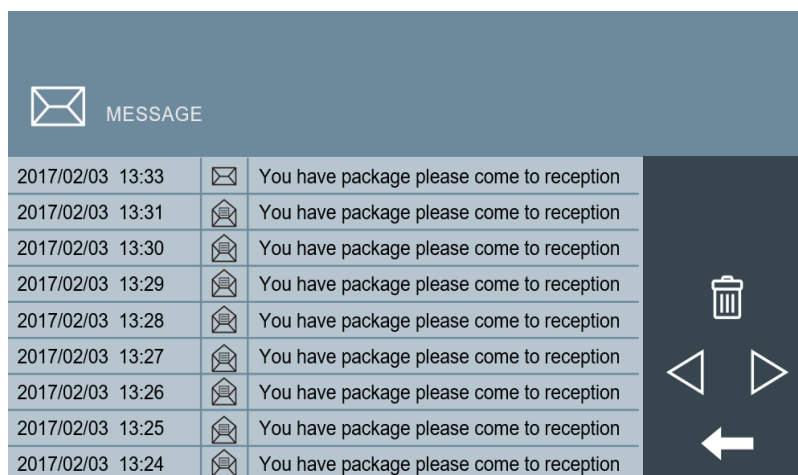 MESSAGE
2017/02/03 13:33 You have package please come to reception
2017/02/03 13:31 You have package please come to reception
2017/02/03 13:30 You have package please come to reception
2017/02/03 13:29 You have package please come to reception
2017/02/03 13:28 You have package please come to reception
2017/02/03 13:27 You have package please come to reception
2017/02/03 13:26 You have package please come to reception
2017/02/03 13:25 You have package please come to reception
2017/02/03 13:24 You have package please come to reception